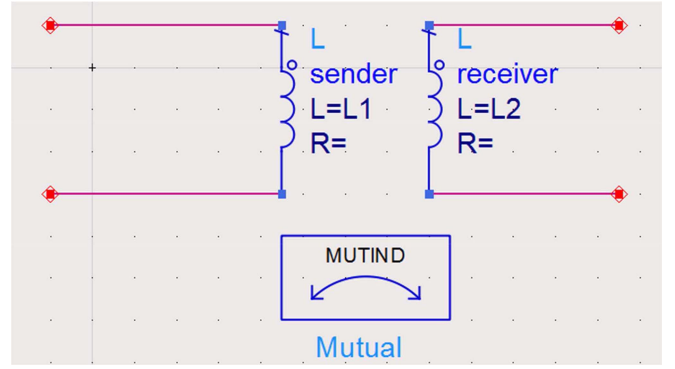 L
sender
L=L1
R=
L
receiver
L=L2
R=
MUTIND
Mutual